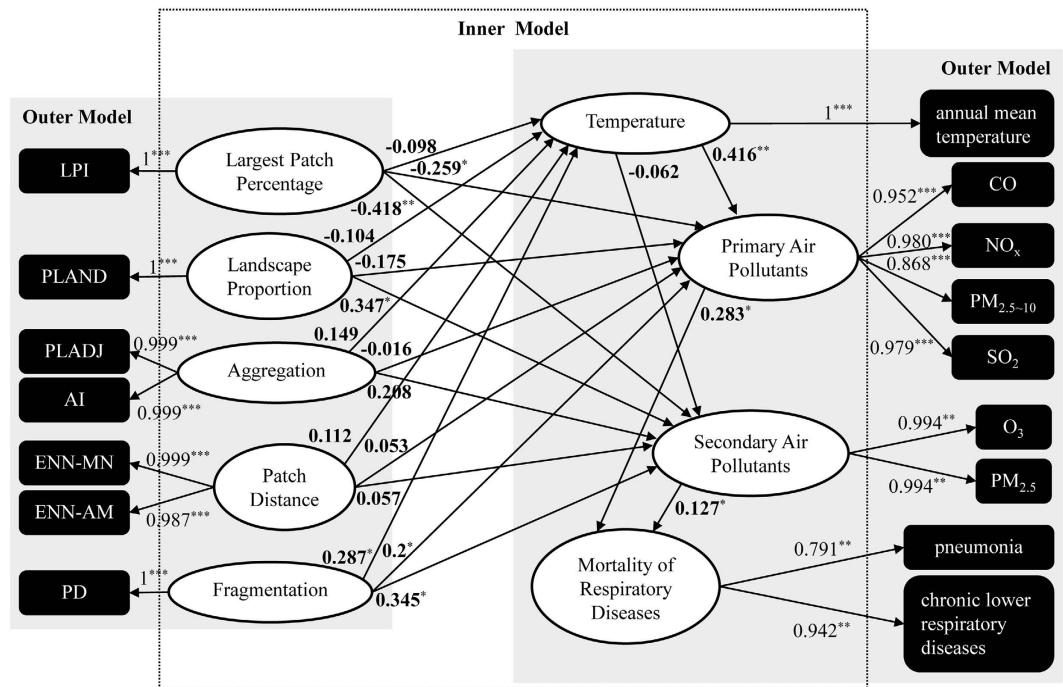 Inner Model
Outer Model
Outer Model
LPI
1***
Largest Patch
Percentage
-0.098
-0.259*
-0.418**
PLAND
1***
Landscape
Proportion
-0.104
-0.175
0.347*
PLADJ
0.999***
AI
0.999***
Aggregation
0.149
-0.016
0.208
ENN-MN
0.999***
ENN-AM
0.987***
Patch
Distance
0.112
0.053
0.057
PD
1***
Fragmentation
0.287*
0.2*
0.345*
Temperature
1***
annual mean
temperature
0.416**
-0.062
Primary Air
Pollutants
0.952***
CO
0.980***
NOx
0.868***
PM2.5~10
0.979***
SO2
0.283*
Secondary Air
Pollutants
0.994**
O3
0.994**
PM2.5
0.127*
Mortality of
Respiratory
Diseases
0.791**
pneumonia
0.942**
chronic lower
respiratory
diseases